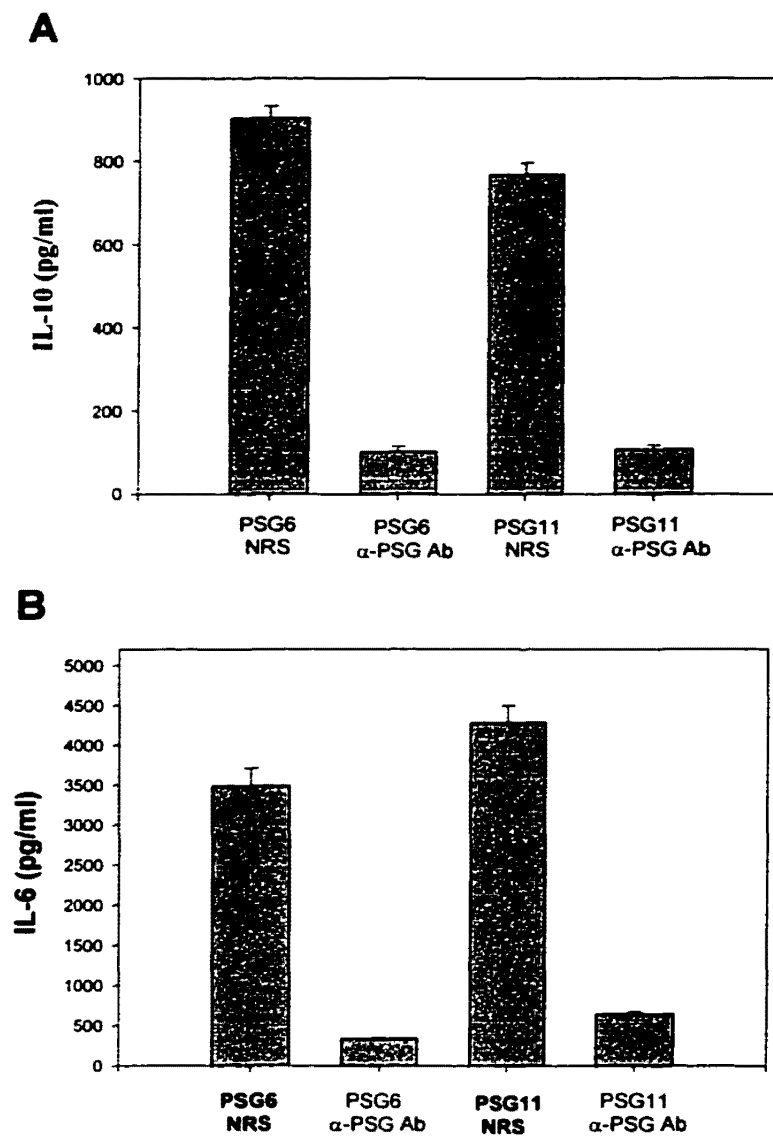 A
1000
800
600
400
200
0
IL-10 (pg/ml)
PSG6 PSG6 PSG11 PSG11
NRS α-PSG Ab NRS α-PSG Ab
B
5000
4500
4000
3500
3000
2500
2000
1500
1000
500
0
IL-6 (pg/ml)
PSG6 PSG6 PSG11 PSG11
NRS α-PSG Ab NRS α-PSG Ab